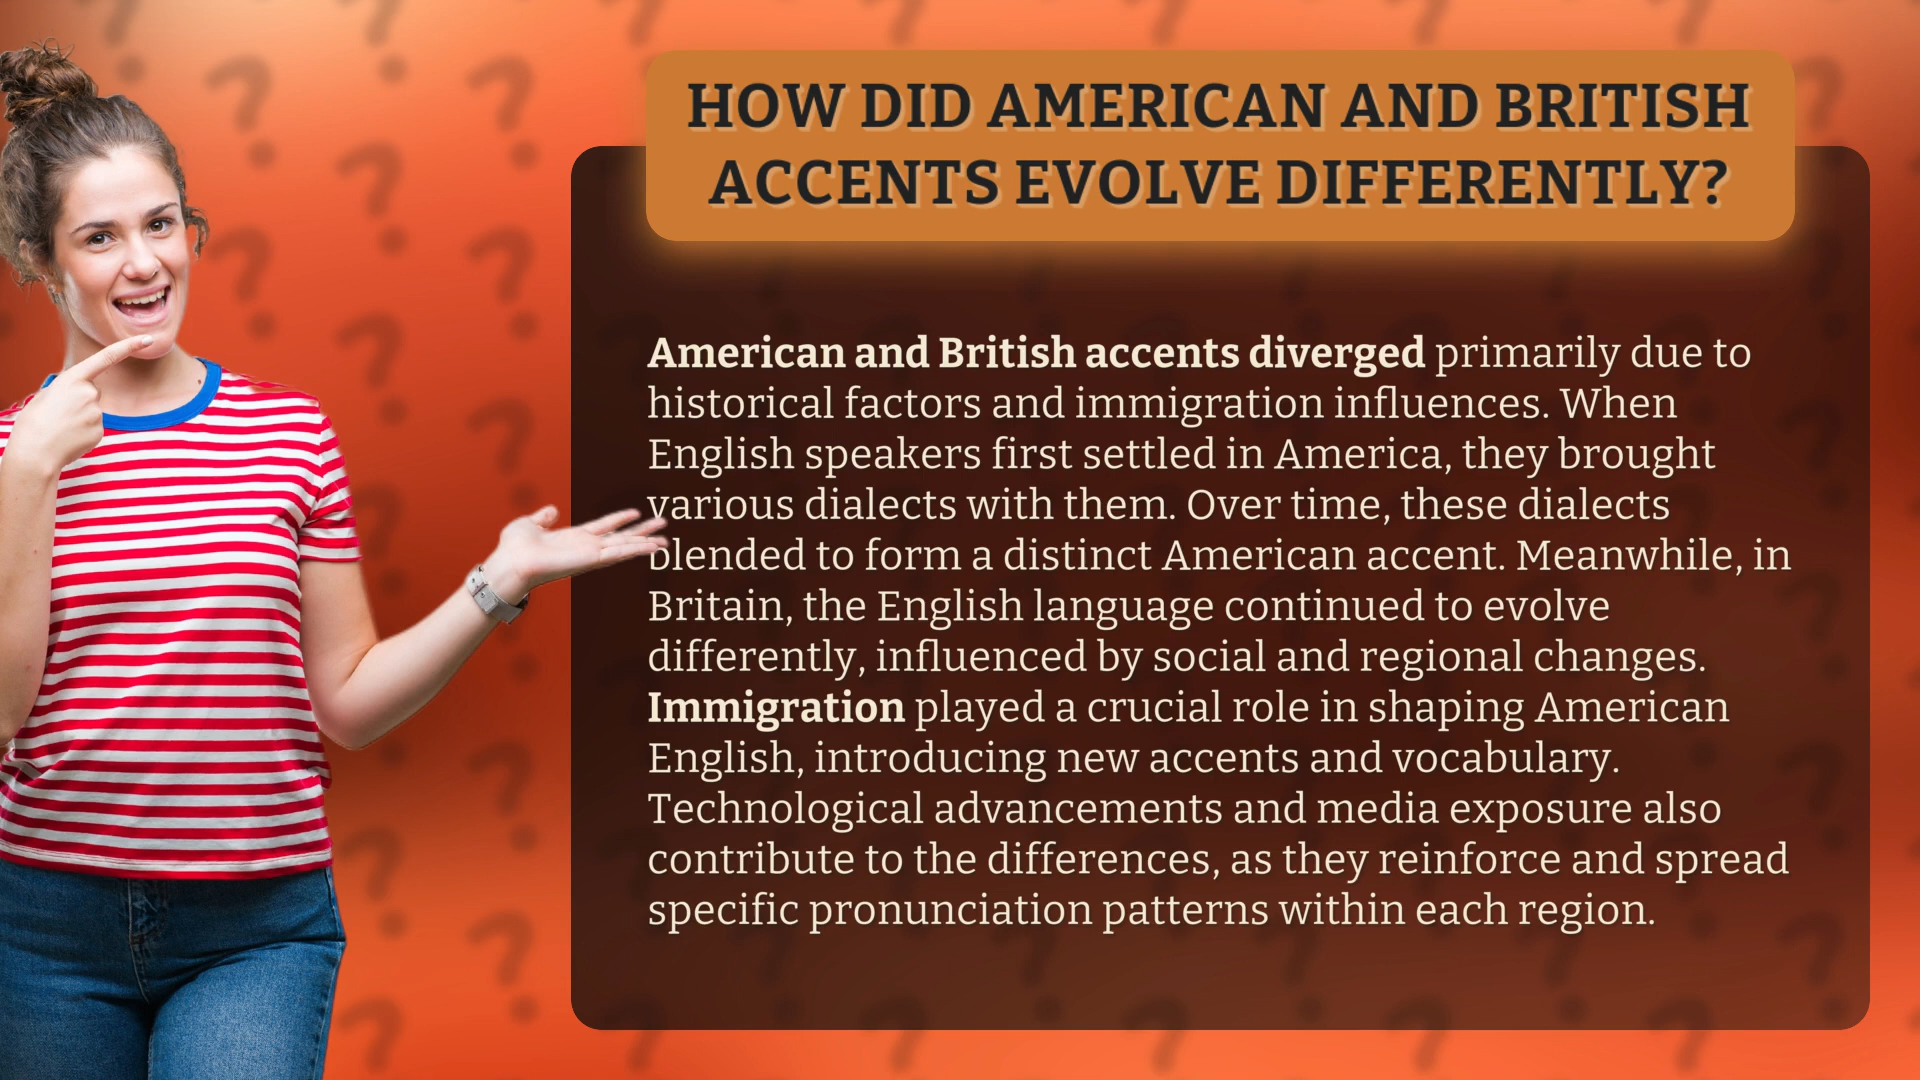 HOW DID AMERICAN AND BRITISH
ACCENTS EVOLVE DIFFERENTLY?
American and British accents diverged primarily due to
historical factors and immigration influences. When
English speakers first settled in America, they brought
various dialects with them. Over time, these dialects
blended to form a distinct American accent. Meanwhile, in
Britain, the English language continued to evolve
differently, influenced by social and regional changes.
Immigration played a crucial role in shaping American
English, introducing new accents and vocabulary.
Technological advancements and media exposure also
contribute to the differences, as they reinforce and spread
specific pronunciation patterns within each region.